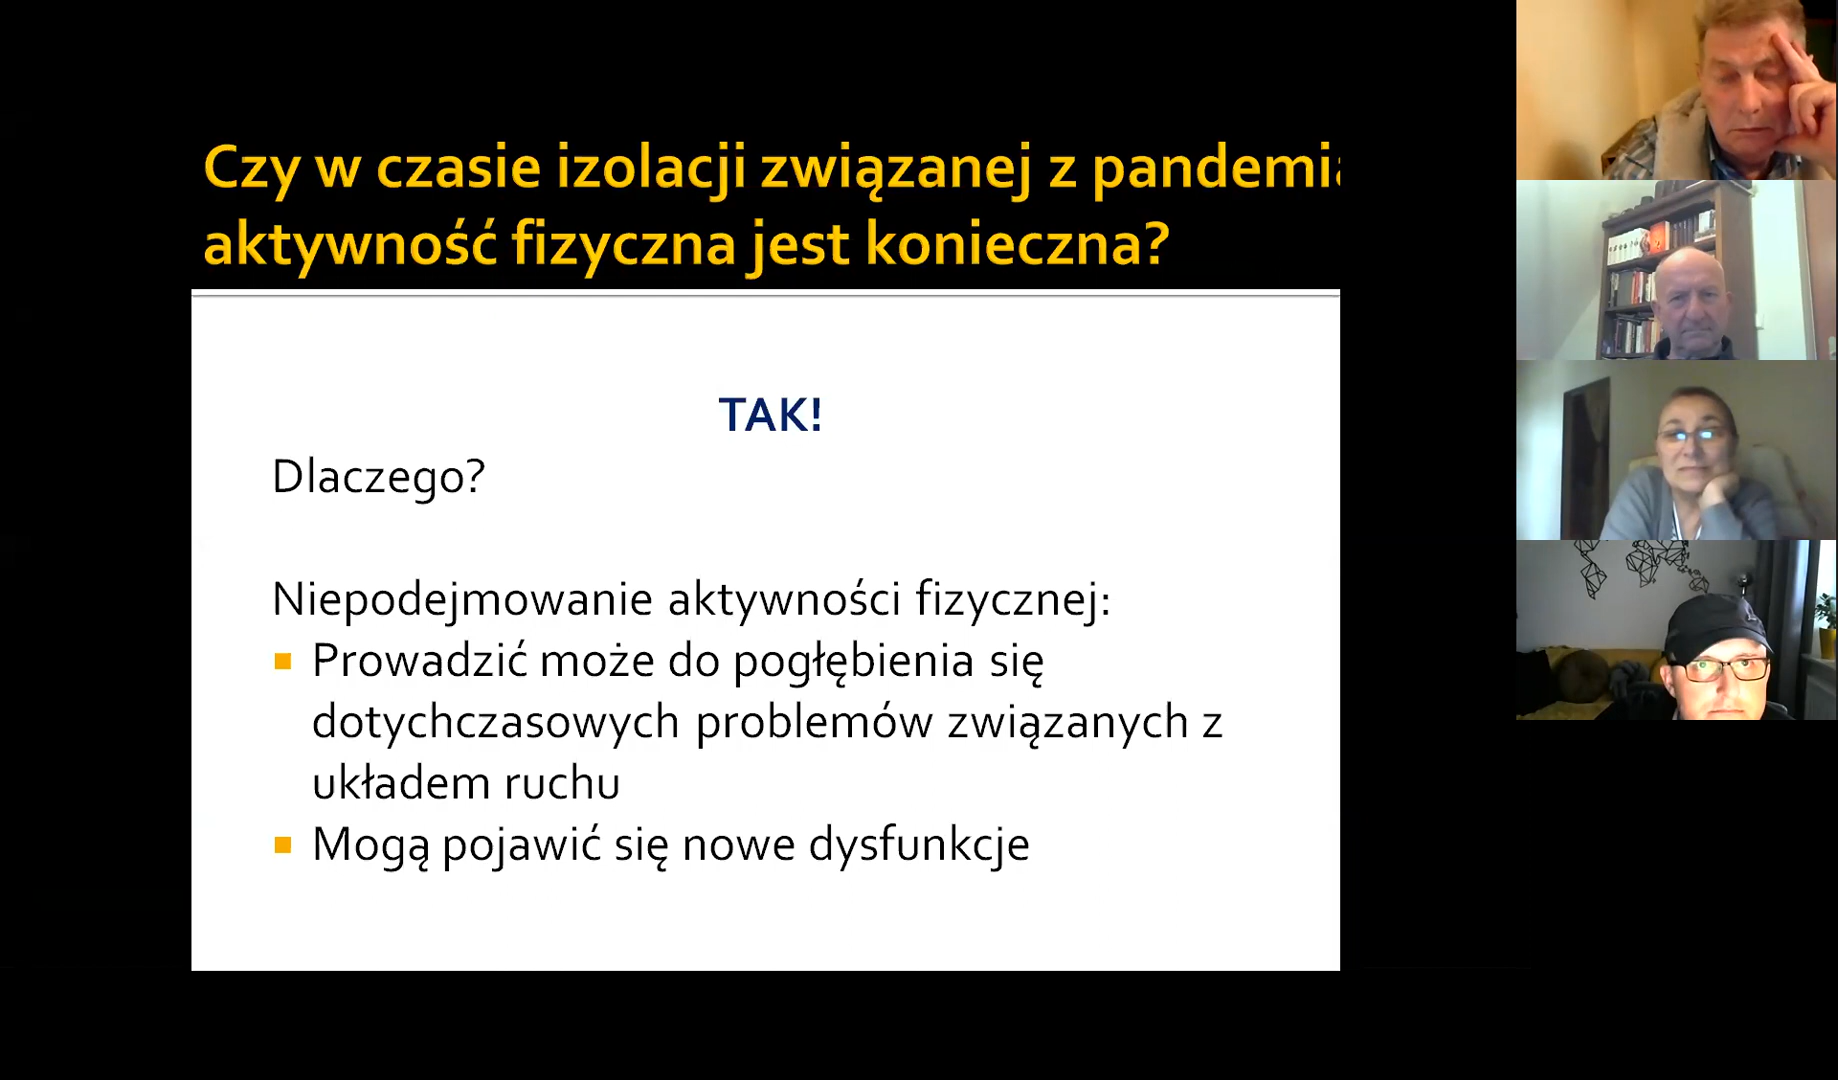 Czy w czasie izolacji związanej z pandemi
aktywność fizyczna jest konieczna?
TAK!
Dlaczego?
Niepodejmowanie aktywności fizycznej:
Prowadzić może do pogłębienia się
dotychczasowych problemów związanych z
układem ruchu
Mogą pojawić się nowe dysfunkcje